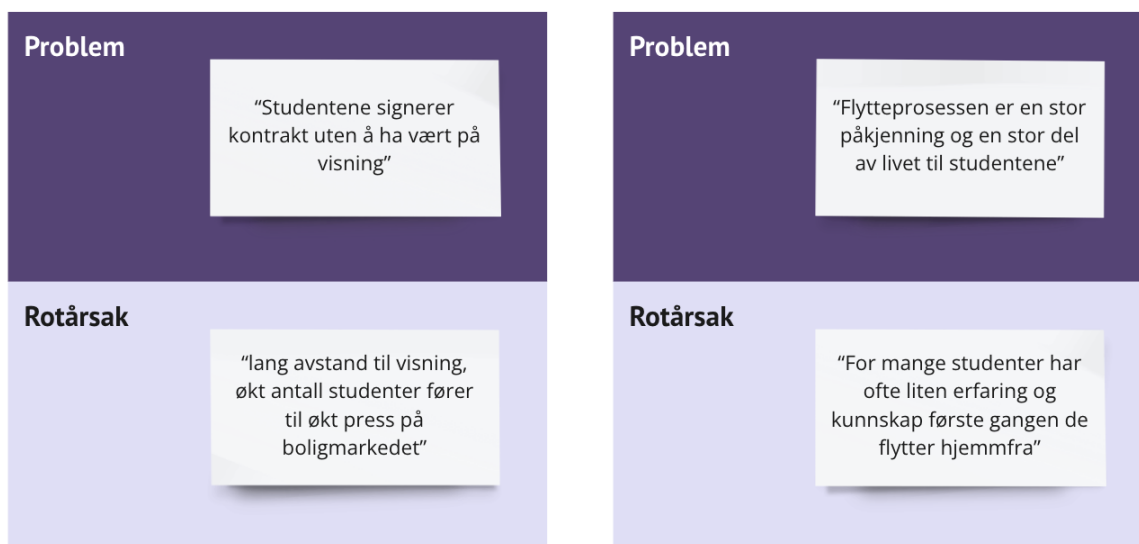 Problem
“Studentene signerer
kontrakt uten å ha vært på
visning”
Rotårsak
“lang avstand til visning,
økt antall studenter fører
til økt press på
boligmarkedet”
Problem
“Flytteprosessen er en stor
påkjenning og en stor del
av livet til studentene”
Rotårsak
“For mange studenter har
ofte liten erfaring og
kunnskap første gangen de
flytter hjemmfra”